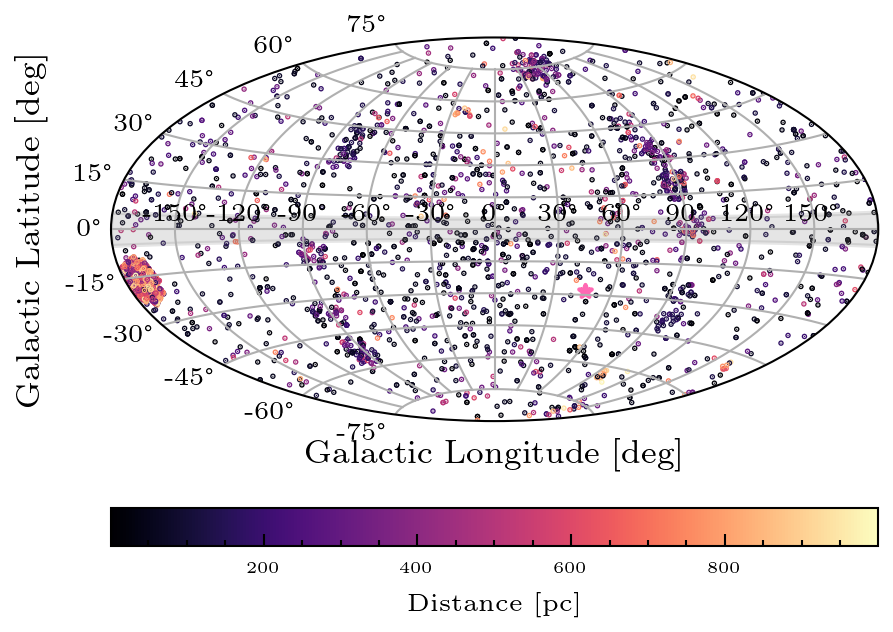 75°
60°
45°
30°
15°
0°
-15°
-30°
-45°
-60°
-75°
-150° -120° -90° -60° -30° 0° 30° 60° 90° 120° 150°
Galactic Latitude [deg]
Galactic Longitude [deg]
200 400 600 800
Distance [pc]